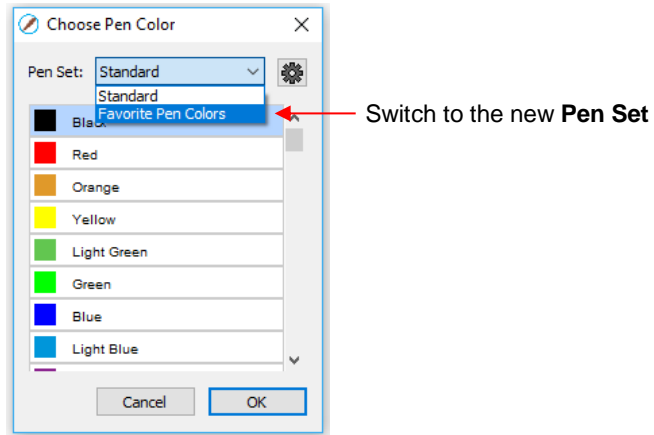 Choose Pen Color
Pen Set: Standard
Standard
Favorite Pen Colors
Switch to the new Pen Set
Black
Red
Orange
Yellow
Light Green
Green
Blue
Light Blue
Cancel OK